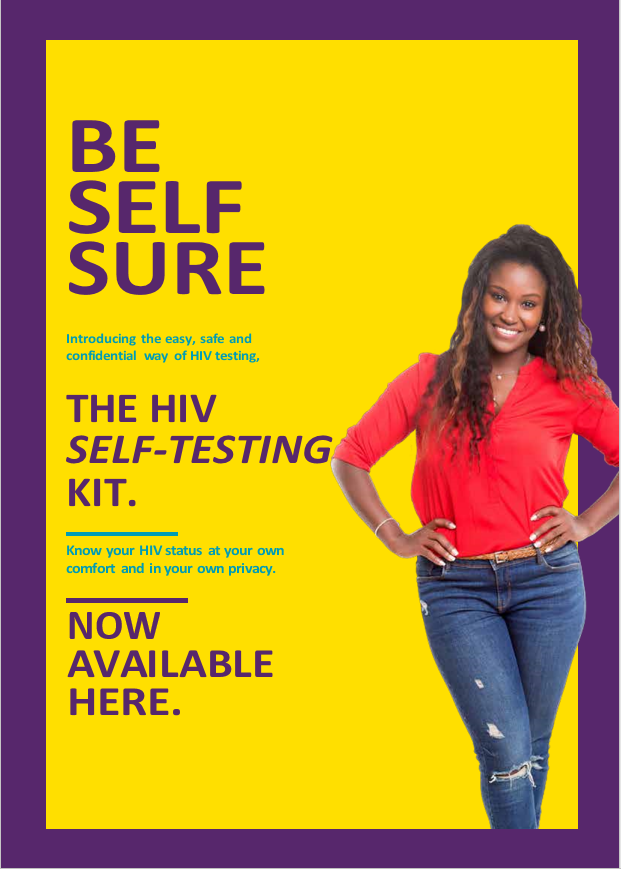 BE
SELF
SURE
Introducing the easy, safe and
confidential way of HIV testing,
THE HIV
SELF-TESTING
KIT.
Know your HIV status at your own
comfort and in your own privacy.
NOW
AVAILABLE
HERE.